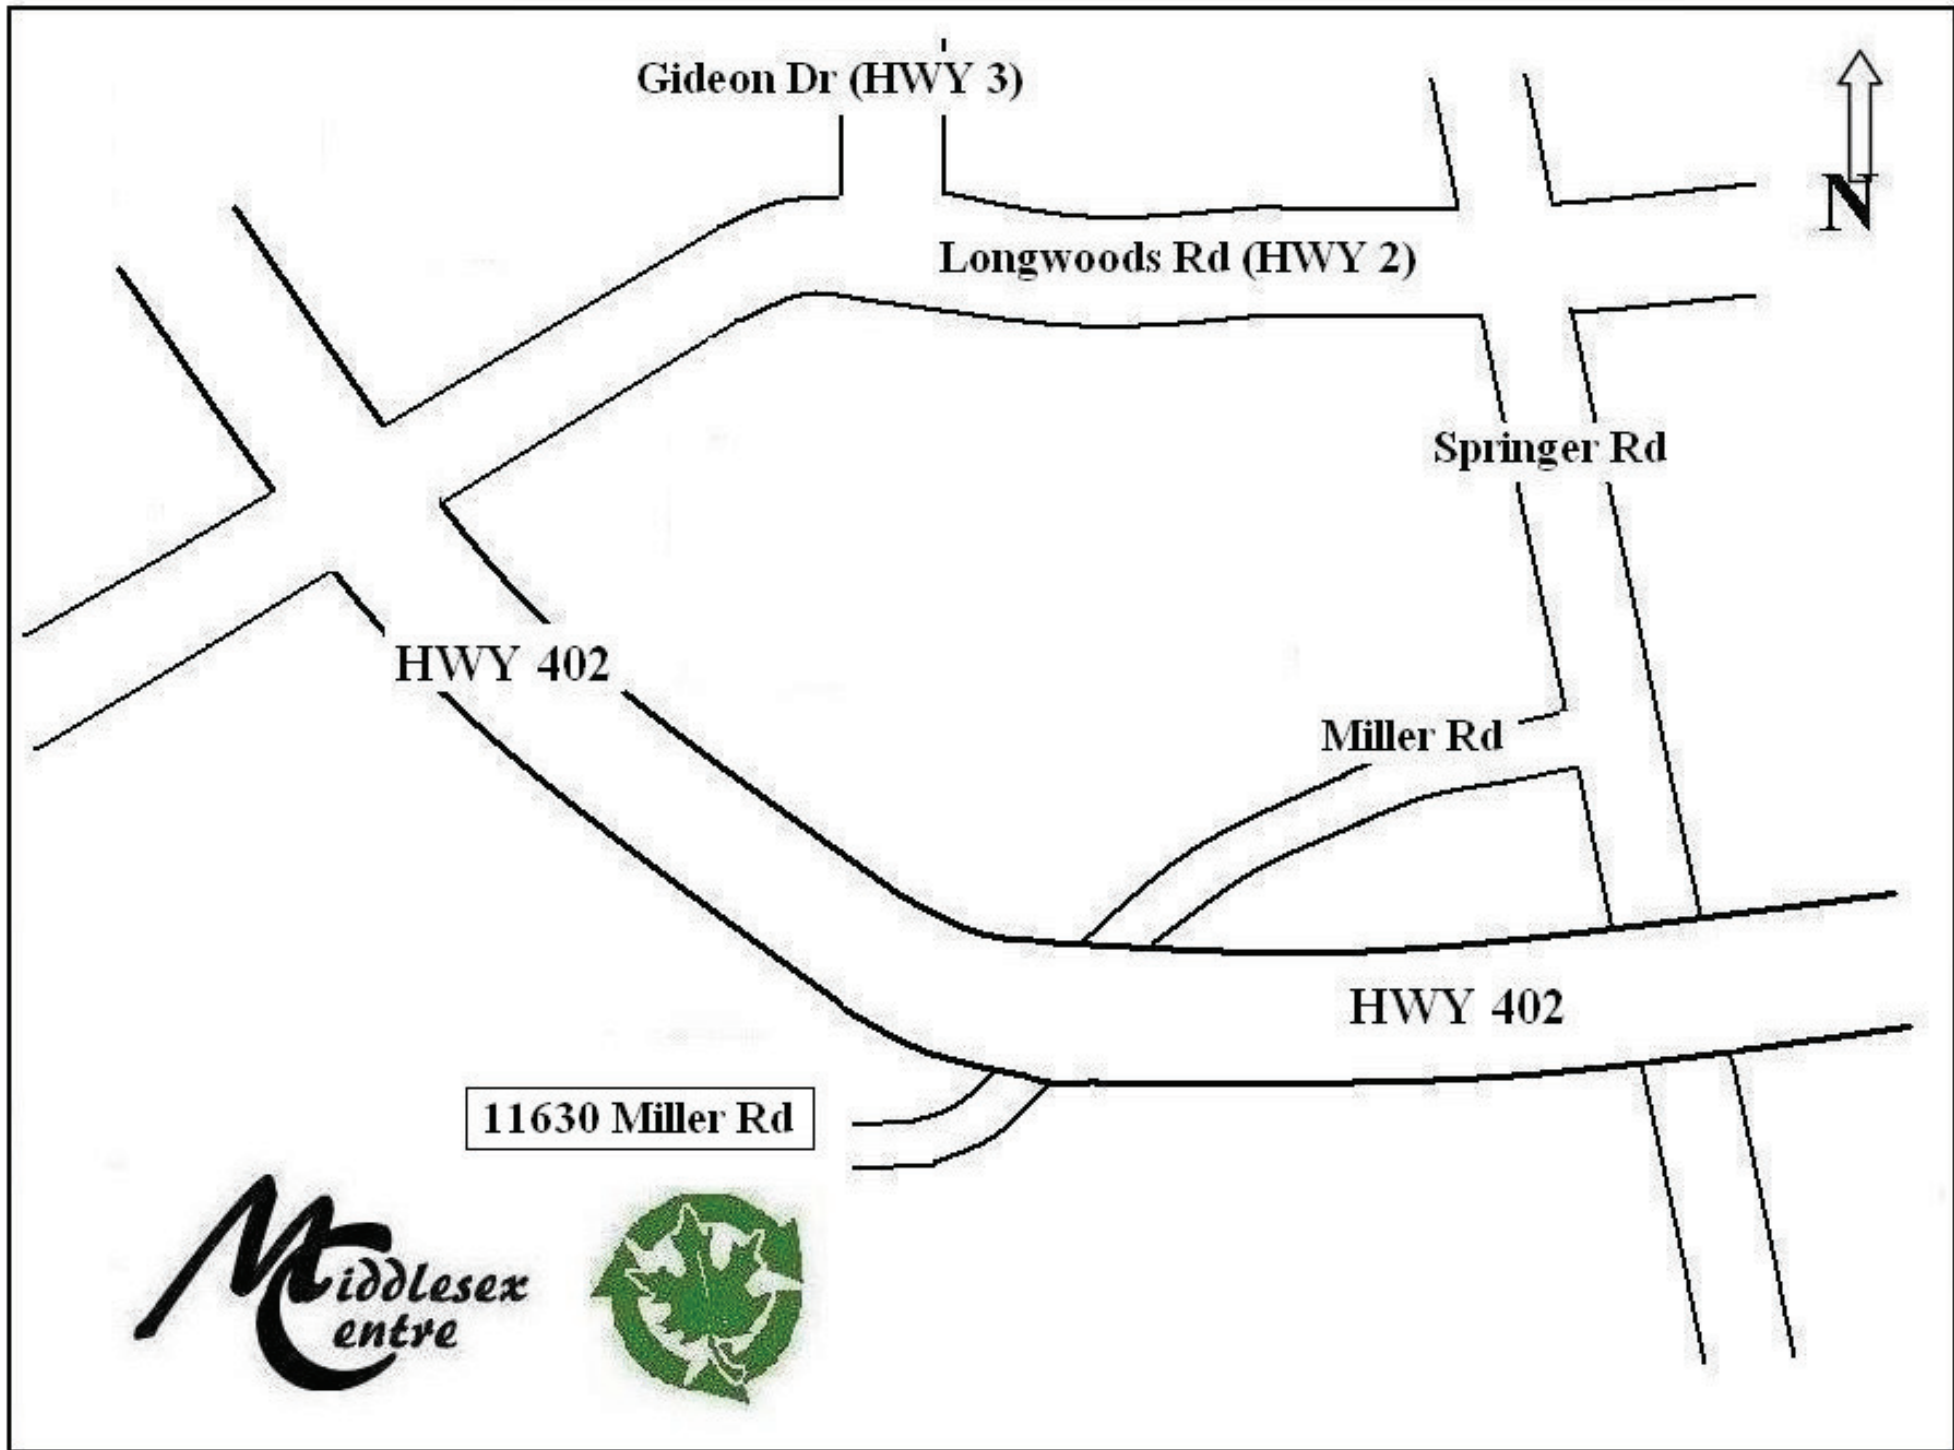 Gideon Dr (HWY 3)
N
Longwoods Rd (HWY 2)
Springer Rd
HWY 402
Miller Rd
HWY 402
11630 Miller Rd
Middlesex
Centre